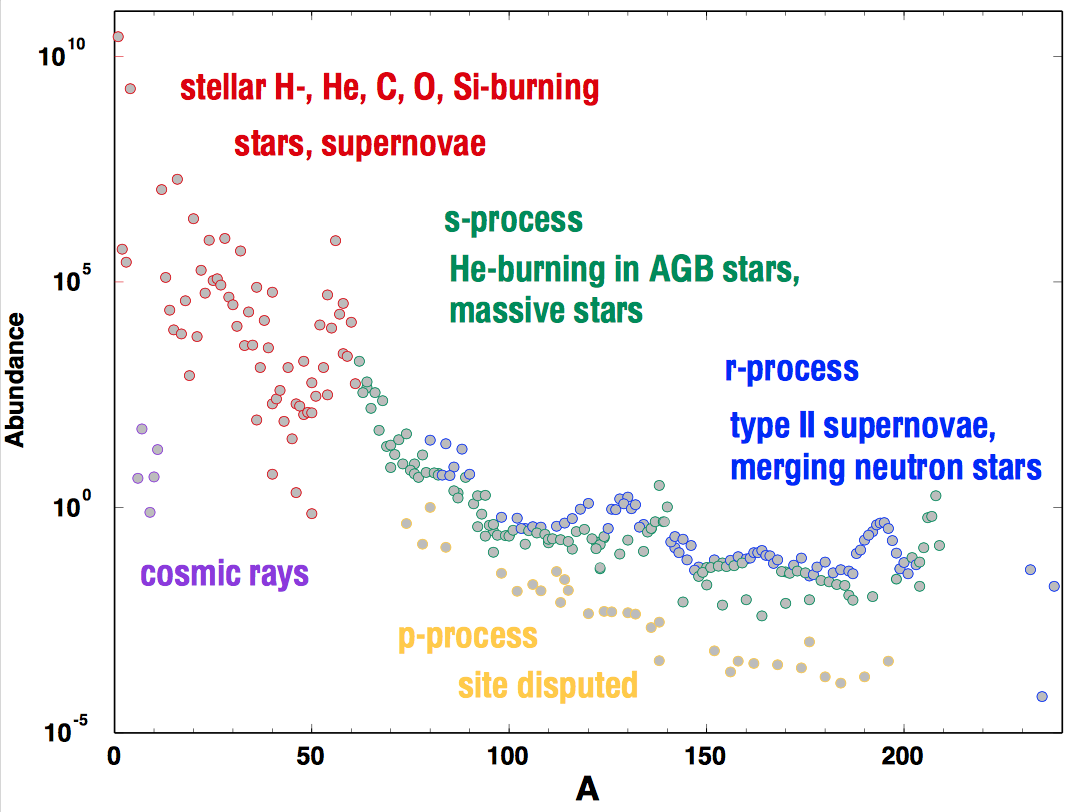 10^10
stellar H-, He, C, O, Si-burning
stars, supernovae
s-process
He-burning in AGB stars,
massive stars
10^5
r-process
type II supernovae,
merging neutron stars
Abundance
10^0
cosmic rays
p-process
site disputed
10^-5
0 50 100 150 200
A